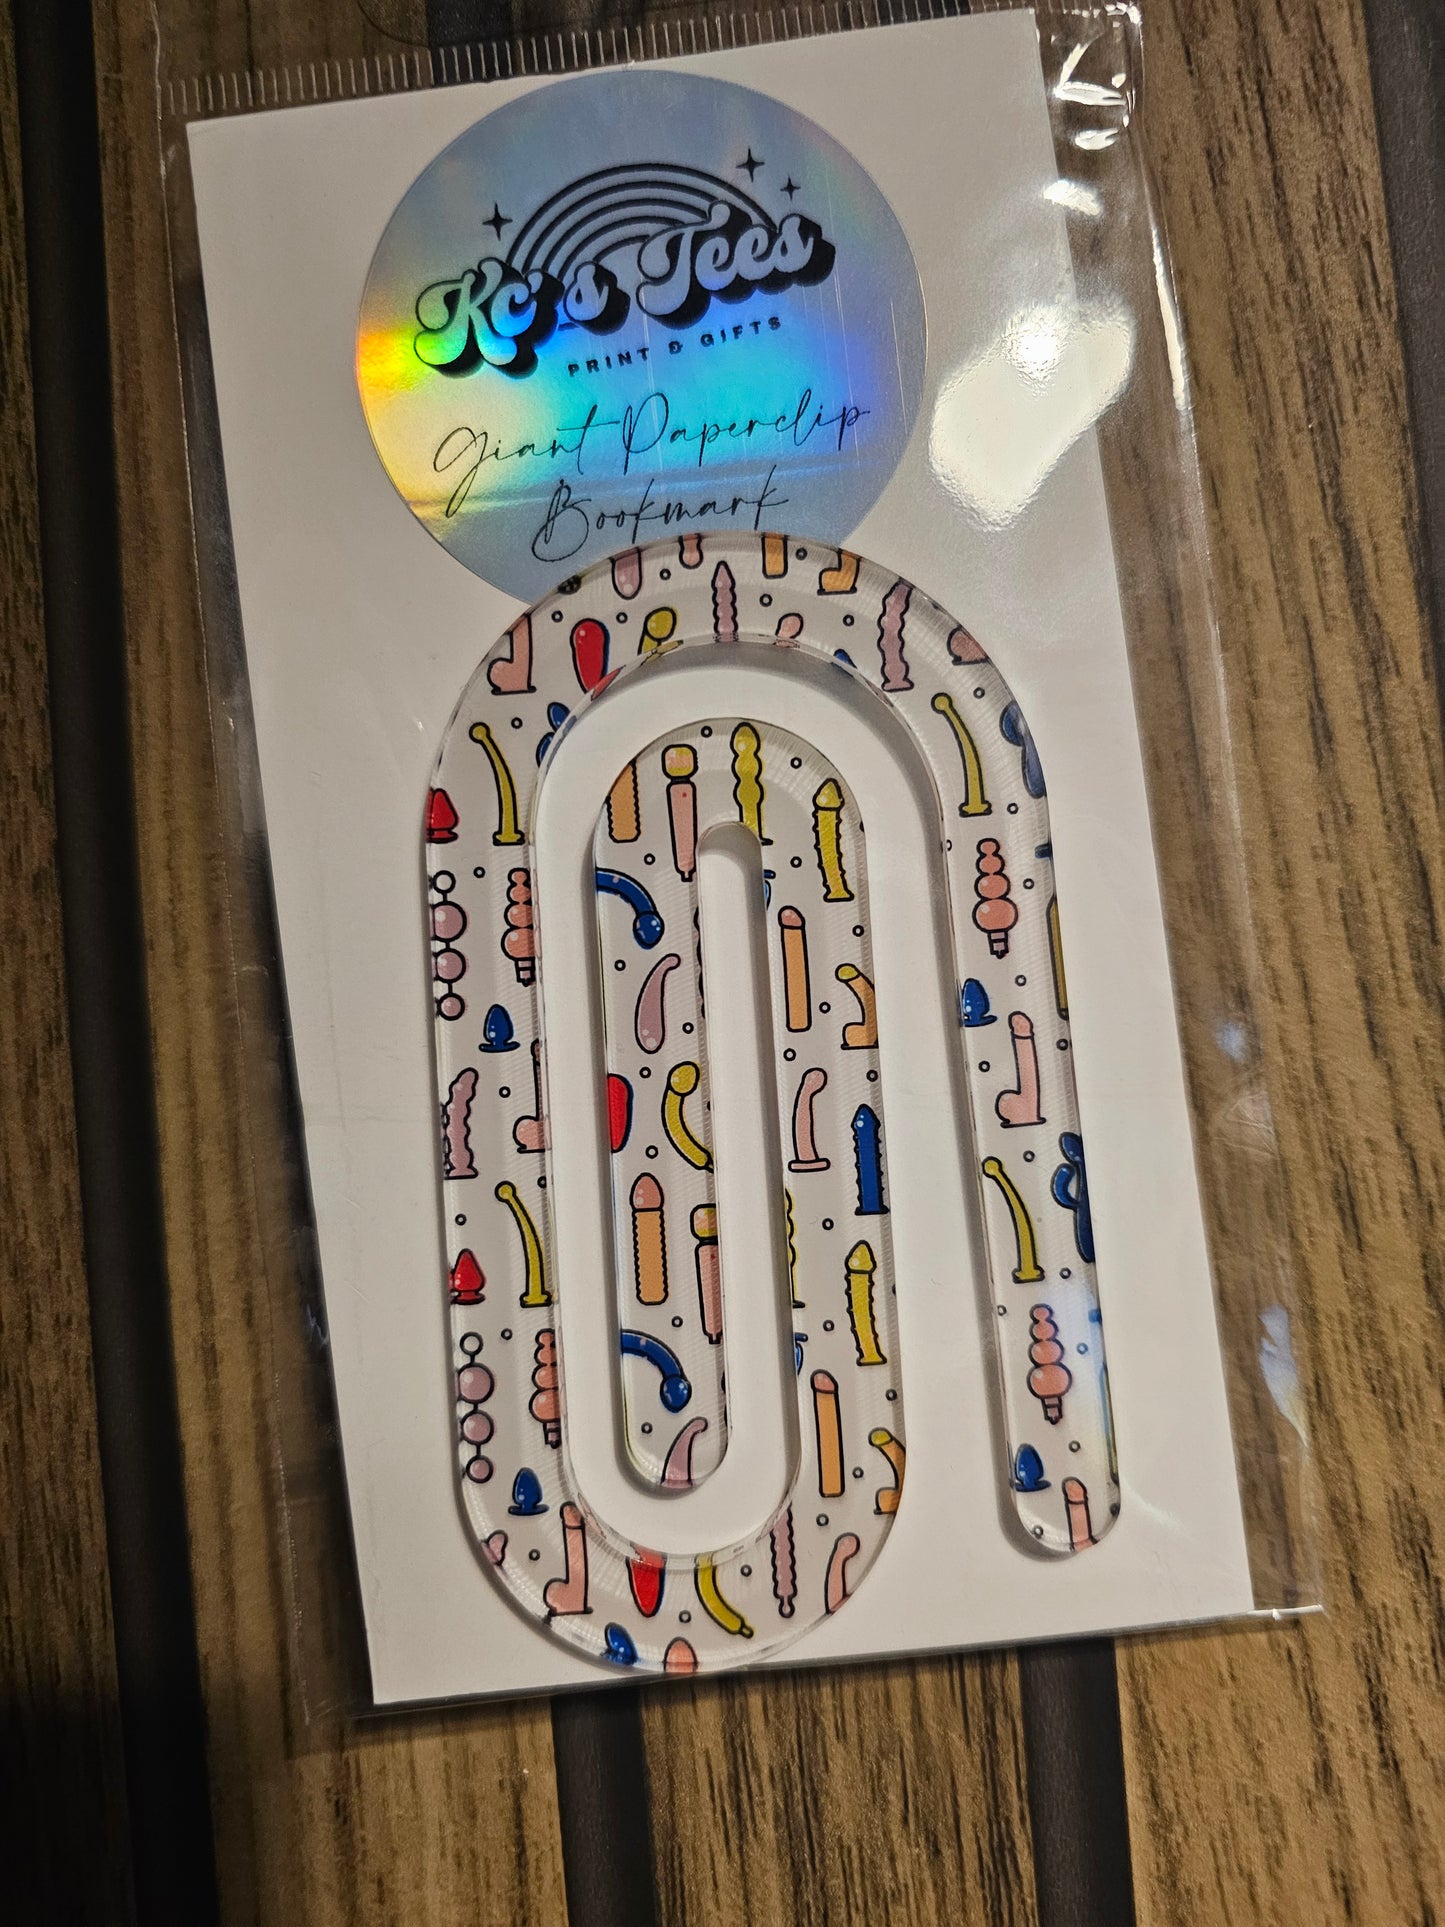 Kc's Tees
PRINT & GIFTS
Giant Paperclip
Bookmark